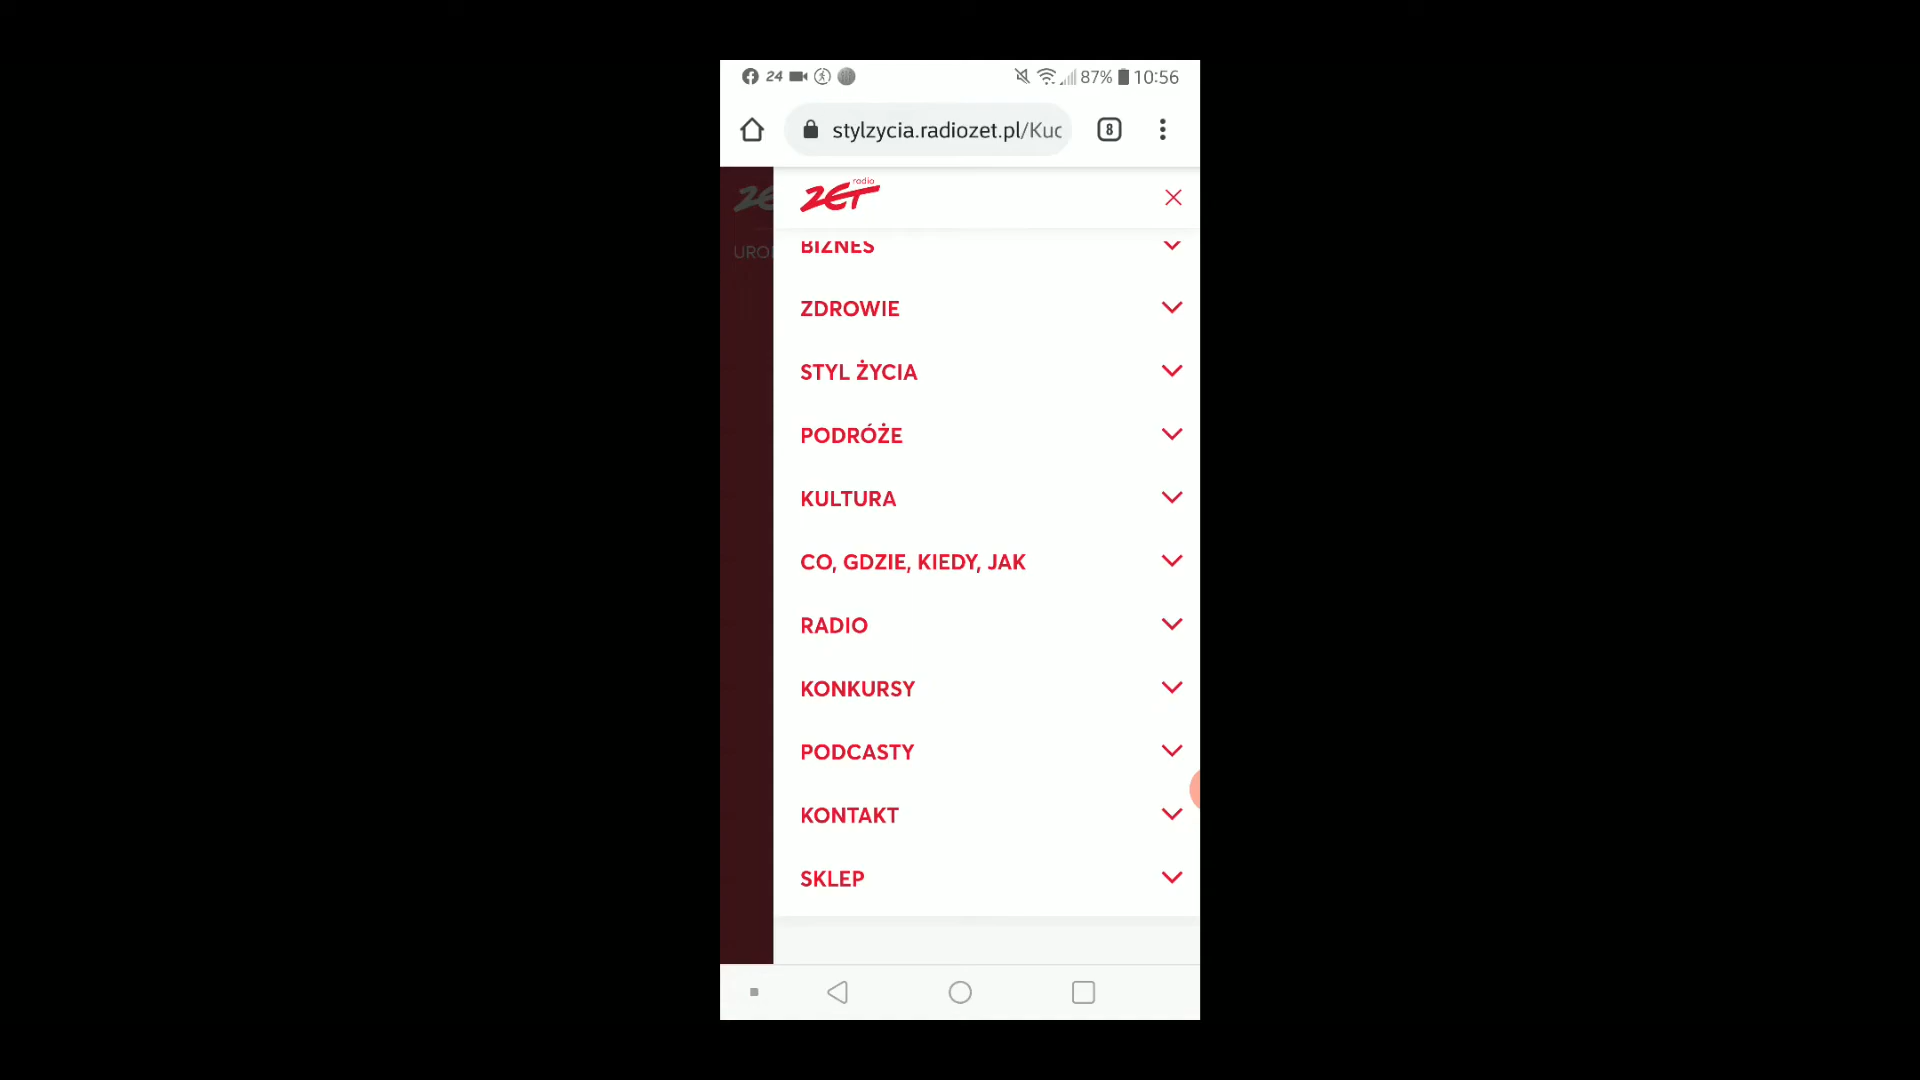 24 87% 10:56
stylzycia.radiozet.pl/Kuc 8
radio
ZET
URO
BIZNES
ZDROWIE
STYL ŻYCIA
PODRÓŻE
KULTURA
CO, GDZIE, KIEDY, JAK
RADIO
KONKURSY
PODCASTY
KONTAKT
SKLEP